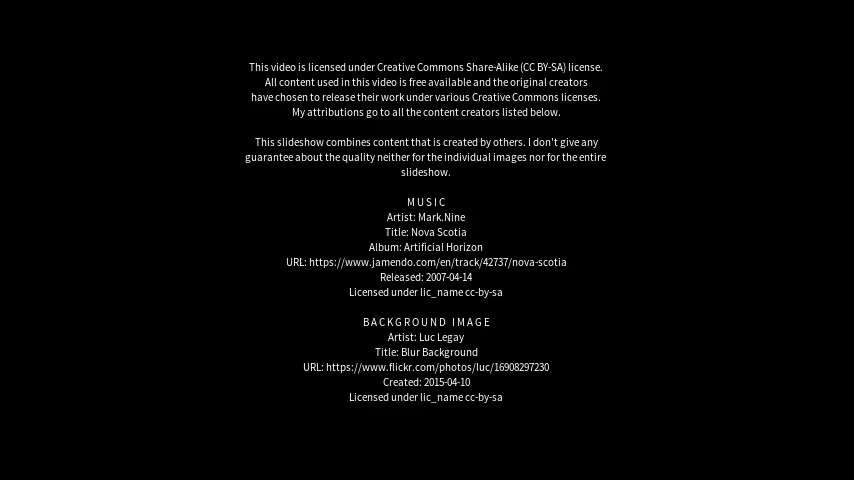 This video is licensed under Creative Commons Share-Alike (CC BY-SA) license.
All content used in this video is free available and the original creators
have chosen to release their work under various Creative Commons licenses.
My attributions go to all the content creators listed below.
This slideshow combines content that is created by others. I don't give any
guarantee about the quality neither for the individual images nor for the entire
slideshow.
MUSIC
Artist: Mark.Nine
Title: Nova Scotia
Album: Artificial Horizon
URL: https://www.jamendo.com/en/track/42737/nova-scotia
Released: 2007-04-14
Licensed under lic_name cc-by-sa
BACKGROUND IMAGE
Artist: Luc Legay
Title: Blur Background
URL: https://www.flickr.com/photos/luc/16908297230
Created: 2015-04-10
Licensed under lic_name cc-by-sa